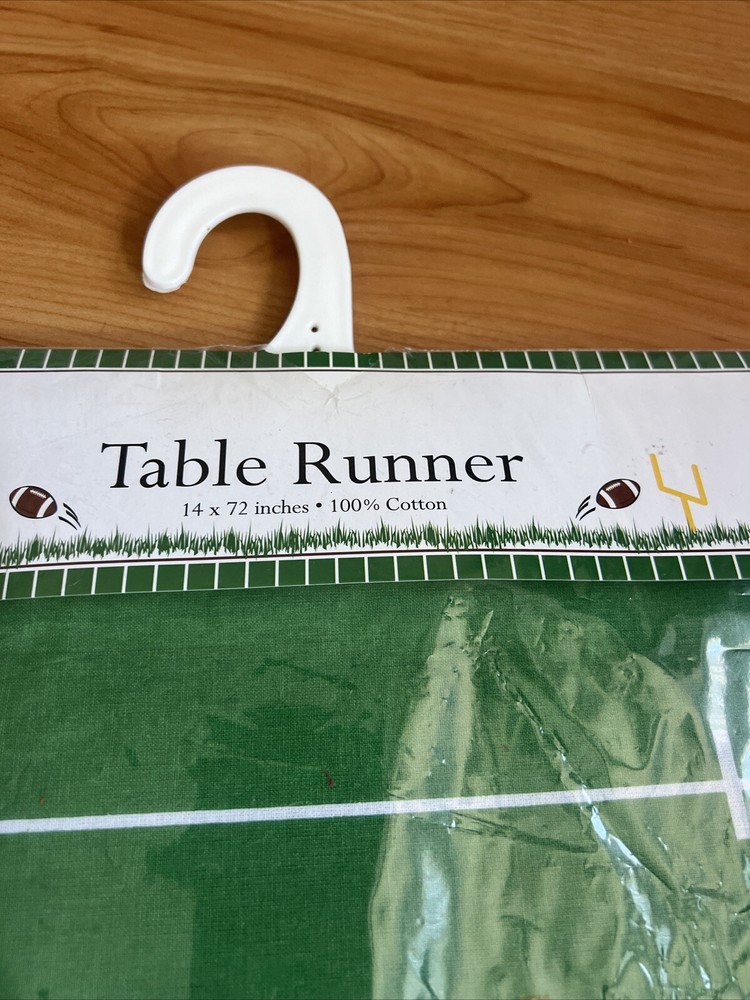 Table Runner
14 x 72 inches • 100% Cotton